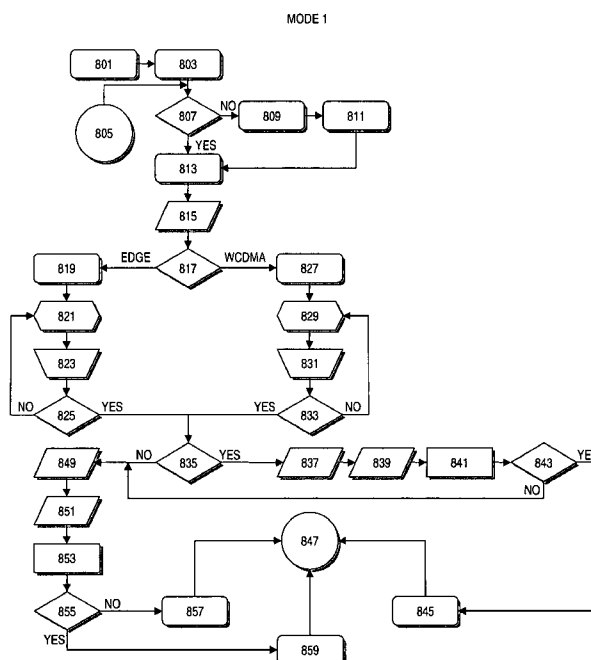 MODE 1
801
803
805
807
NO
809
811
YES
813
815
EDGE
817
WCDMA
819
827
821
829
823
831
NO
825
YES
YES
833
NO
849
NO
835
YES
837
839
841
843
YE
NO
851
853
847
855
NO
857
845
YES
859